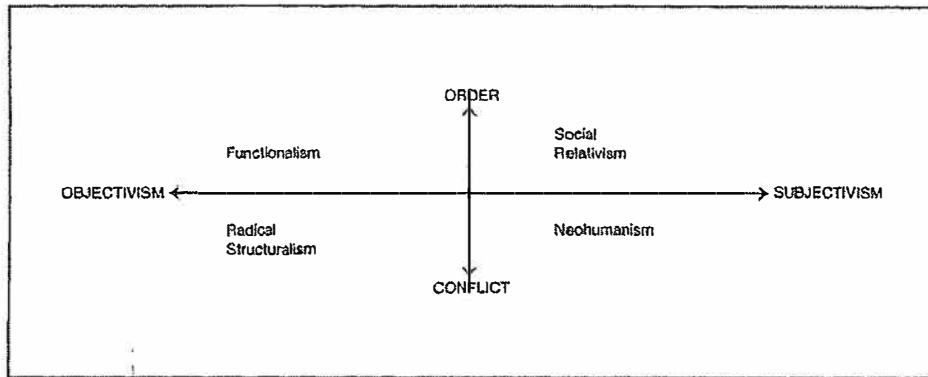 ORDER
Social
Relativism
Functionalism
OBJECTIVISM
SUBJECTIVISM
Radical
Structuralism
Neohumanism
CONFLICT